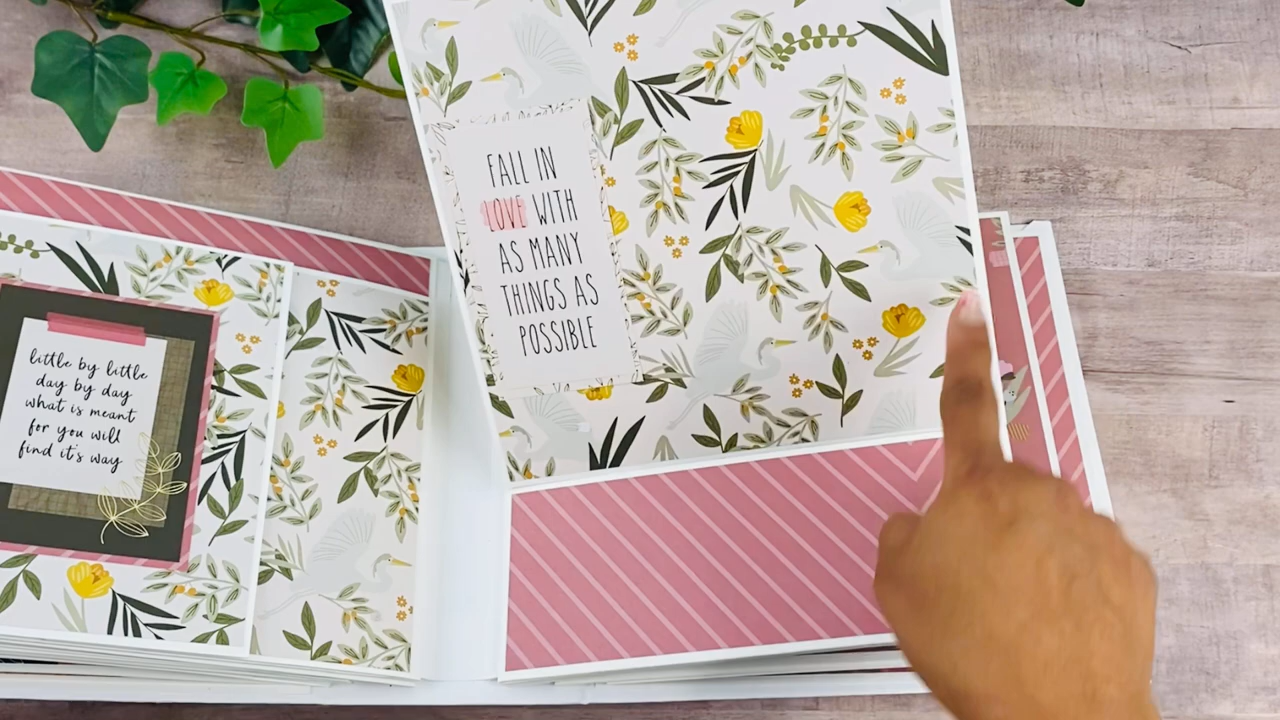 little by little
day by day
what is meant
for you will
find it's way
FALL IN
LOVE WITH
AS MANY
THINGS AS
POSSIBLE